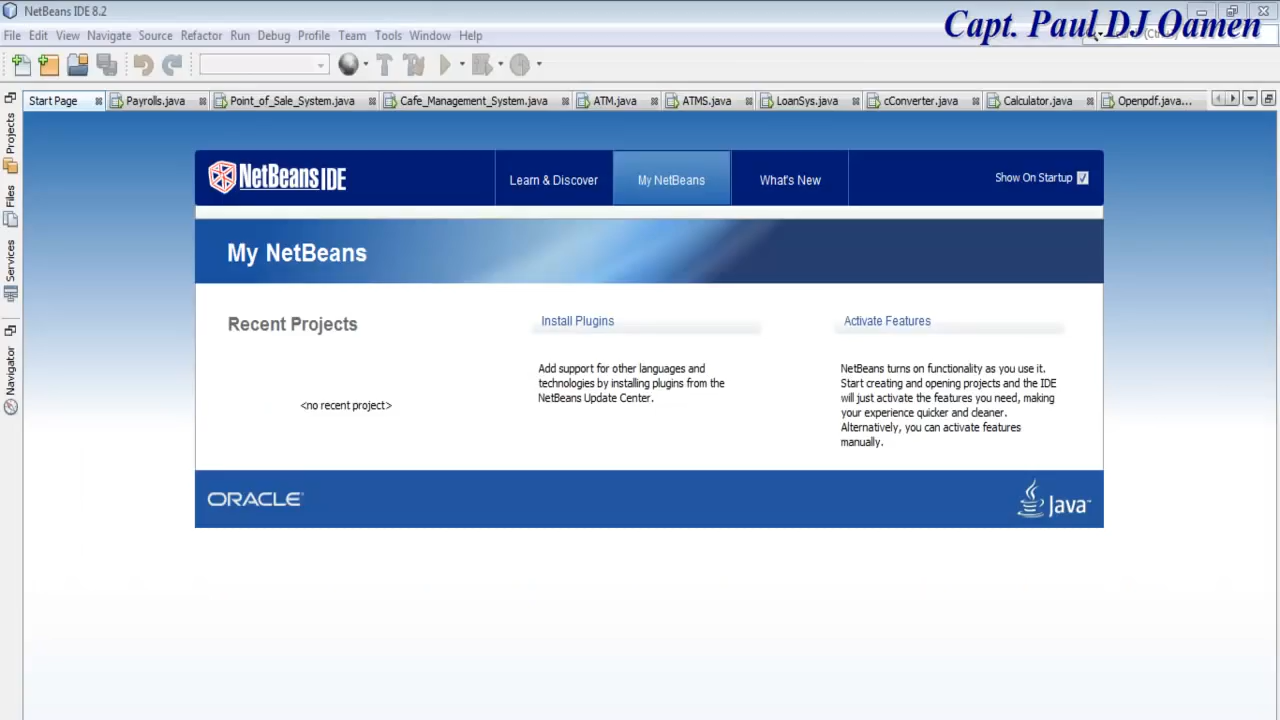 NetBeans IDE 8.2
Capt. Paul DJ Oamen
File Edit View Navigate Source Refactor Run Debug Profile Team Tools Window Help
Start Page Payrolls.java Point_of_Sale_System.java Cafe_Management_System.java ATM.java ATMS.java LoanSys.java cConverter.java Calculator.java Openpdf.java...
Projects
Files
Services
Navigator
NetBeans IDE
Learn & Discover
My NetBeans
What's New
Show On Startup
My NetBeans
Recent Projects
<no recent project>
Install Plugins
Add support for other languages and
technologies by installing plugins from the
NetBeans Update Center.
Activate Features
NetBeans turns on functionality as you use it.
Start creating and opening projects and the IDE
will just activate the features you need, making
your experience quicker and cleaner.
Alternatively, you can activate features
manually.
ORACLE
Java